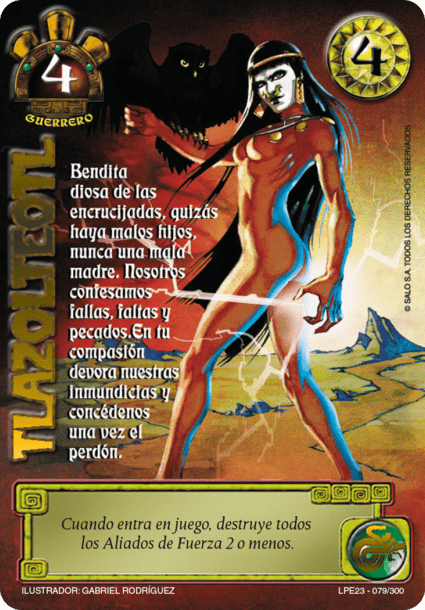 4
GUERRERO
4
TLAZOLTEOTL
Bendita
diosa de las
encrucijadas, quizás
haya malos hijos,
nunca una mala
madre. Nosotros
confesamos
fallas, faltas y
pecados.En tu
compasión
devora nuestras
inmundicias y
concédenos
una vez el
perdón.
© SALO S.A. TODOS LOS DERECHOS RESERVADOS
Cuando entra en juego, destruye todos
los Aliados de Fuerza 2 o menos.
ILUSTRADOR: GABRIEL RODRÍGUEZ
LPE23 - 079/300